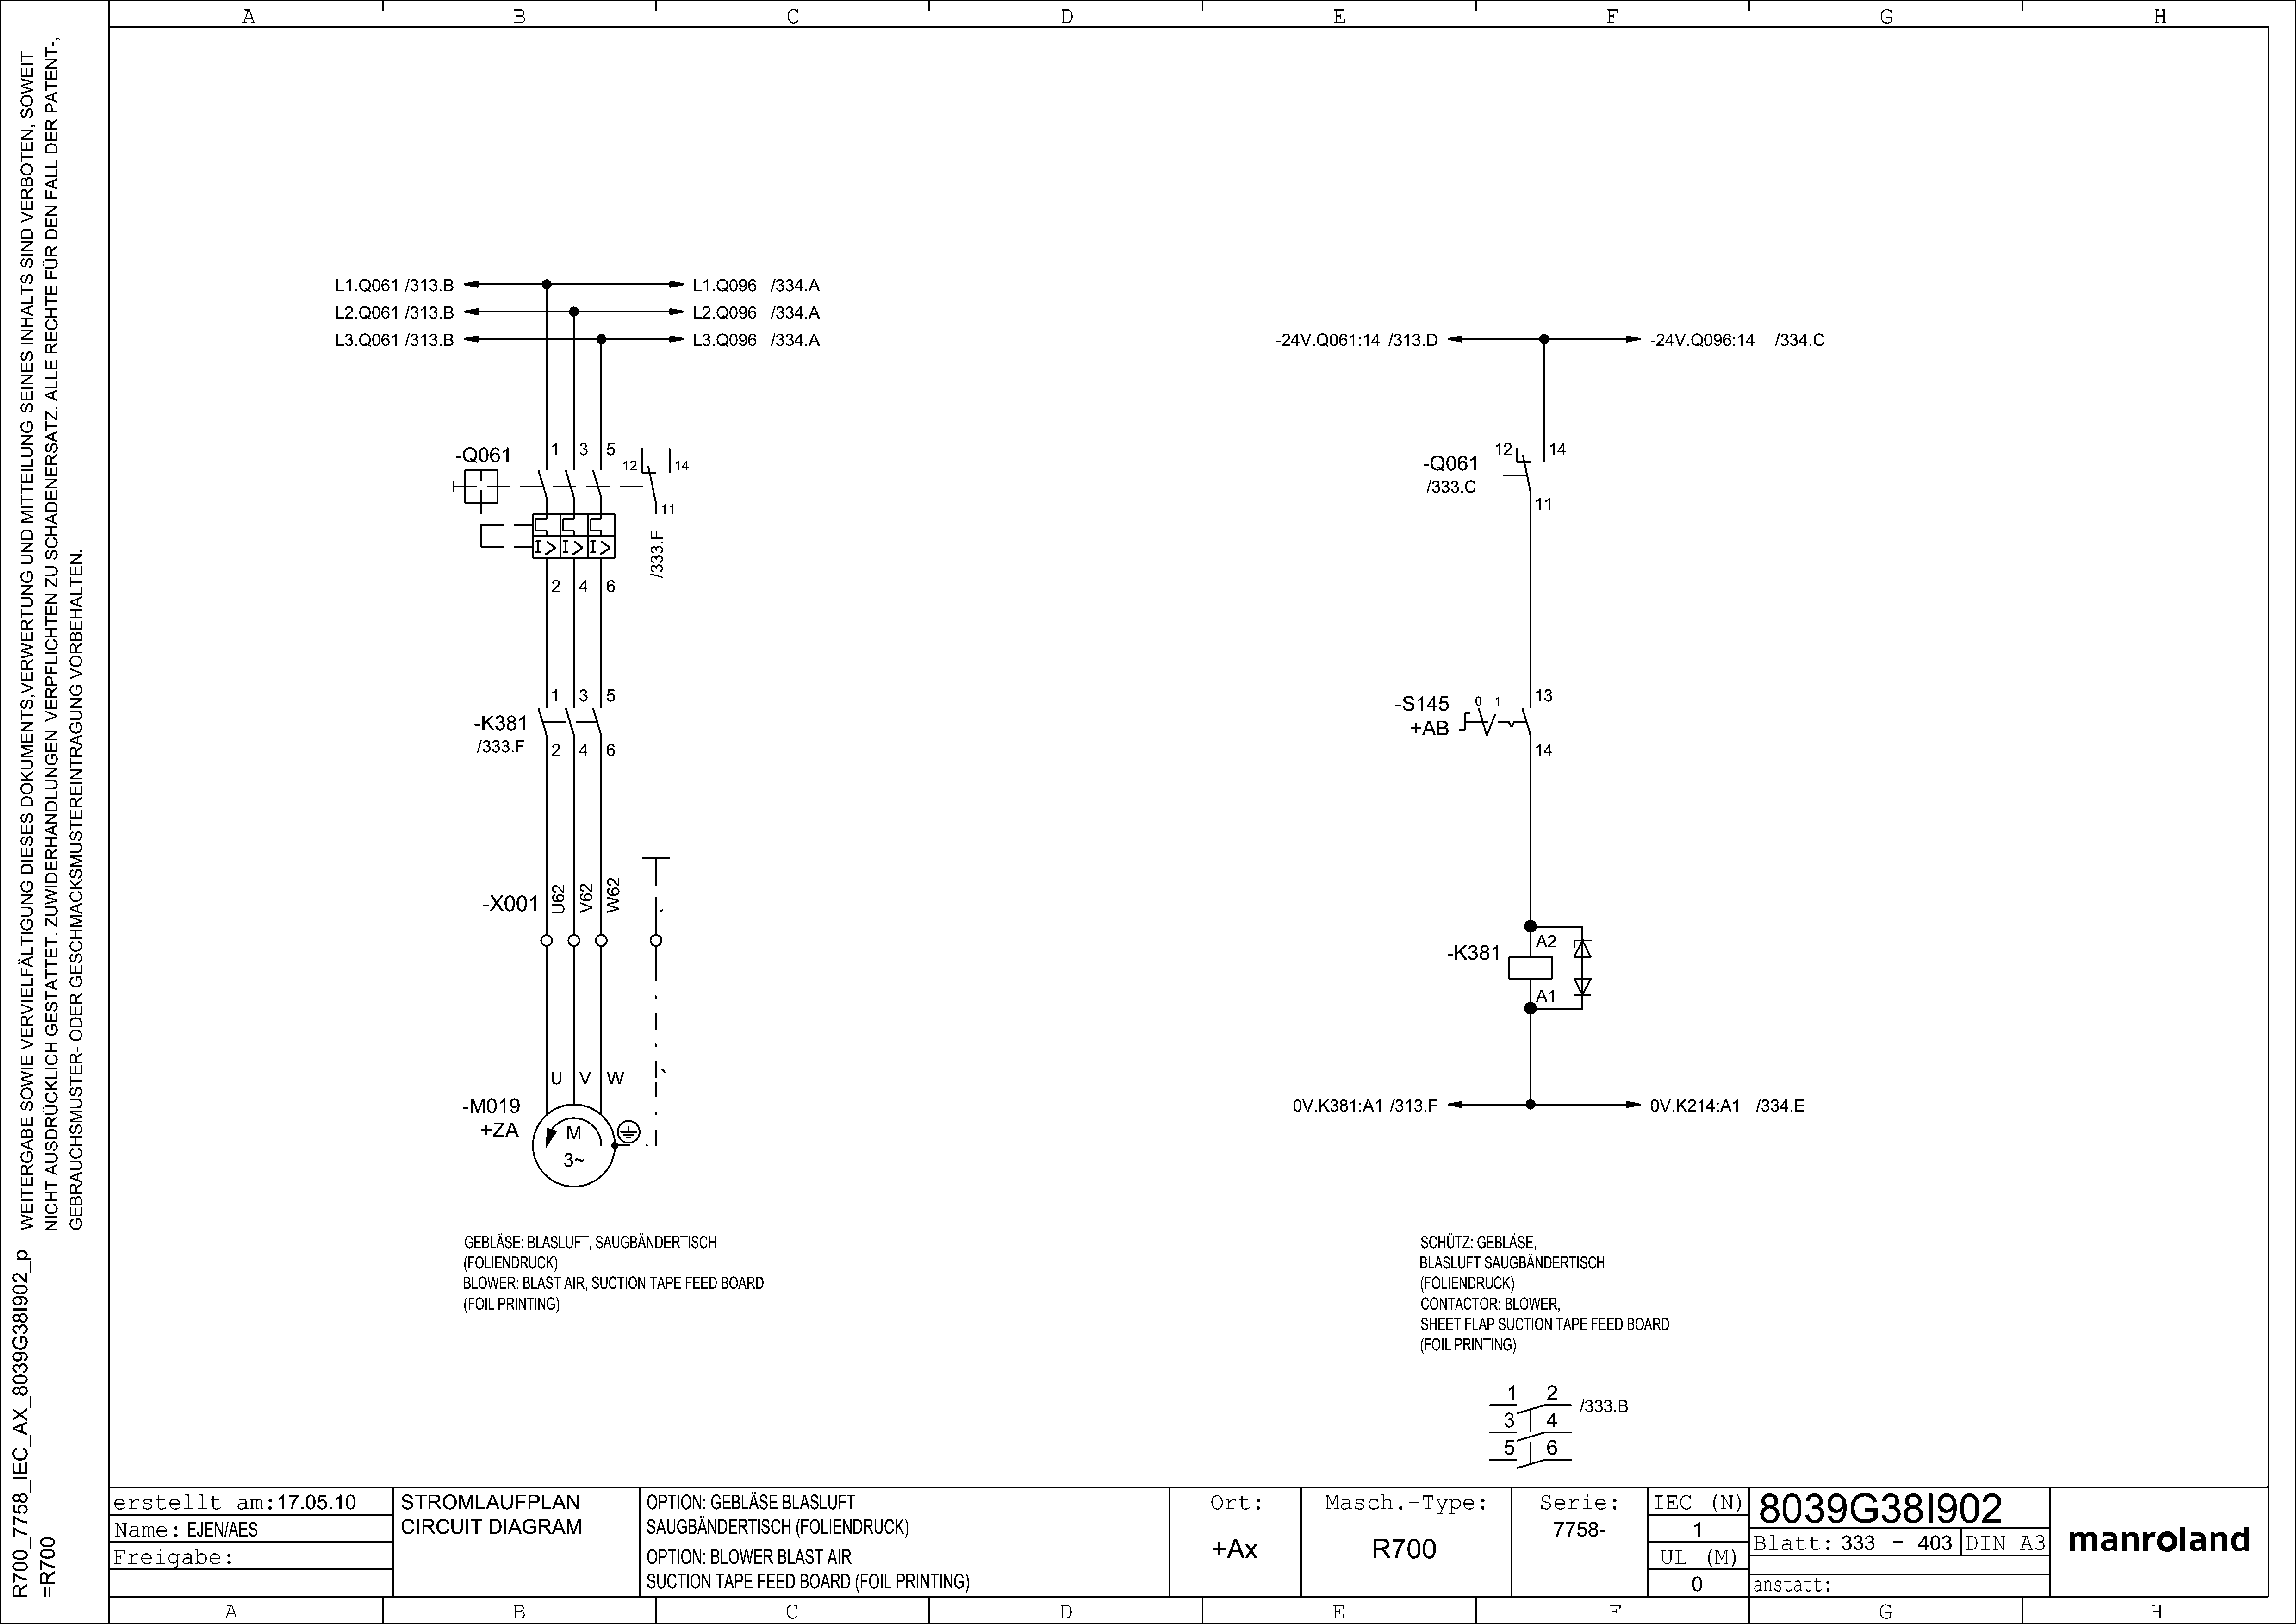 A B C D E F G H
WEITERGABE SOWIE VERVIELFÄLTIGUNG DIESES DOKUMENTS,VERWERTUNG UND MITTEILUNG SEINES INHALTS SIND VERBOTEN, SOWEIT
NICHT AUSDRÜCKLICH GESTATTET. ZUWIDERHANDLUNGEN VERPFLICHTEN ZU SCHADENERSATZ. ALLE RECHTE FÜR DEN FALL DER PATENT-,
GEBRAUCHSMUSTER- ODER GESCHMACKSMUSTEREINTRAGUNG VORBEHALTEN.
R700_7758_IEC_AX_8039G38I902_p
=R700
L1.Q061 /313.B L1.Q096 /334.A
L2.Q061 /313.B L2.Q096 /334.A
L3.Q061 /313.B L3.Q096 /334.A
-Q061 1 3 5 12 14
11
I> I> I>
/333.F
2 4 6
1 3 5
-K381
/333.F 2 4 6
-X001 U62 V62 W62
U V W
-M019
+ZA
M
3~
GEBLÄSE: BLASLUFT, SAUGBÄNDERTISCH
(FOLIENDRUCK)
BLOWER: BLAST AIR, SUCTION TAPE FEED BOARD
(FOIL PRINTING)
-24V.Q061:14 /313.D -24V.Q096:14 /334.C
12 14
-Q061
/333.C
11
13
-S145 0 1
+AB
14
A2
-K381
A1
0V.K381:A1 /313.F 0V.K214:A1 /334.E
SCHÜTZ: GEBLÄSE,
BLASLUFT SAUGBÄNDERTISCH
(FOLIENDRUCK)
CONTACTOR: BLOWER,
SHEET FLAP SUCTION TAPE FEED BOARD
(FOIL PRINTING)
1 2 /333.B
3 4
5 6
erstellt am: 17.05.10
Name: EJEN/AES
Freigabe:
STROMLAUFPLAN
CIRCUIT DIAGRAM
OPTION: GEBLÄSE BLASLUFT
SAUGBÄNDERTISCH (FOLIENDRUCK)
OPTION: BLOWER BLAST AIR
SUCTION TAPE FEED BOARD (FOIL PRINTING)
Ort:
+Ax
Masch.-Type:
R700
Serie:
7758-
IEC (N)
1
UL (M)
0
8039G38I902
Blatt: 333 - 403 DIN A3
anstatt:
manroland
A B C D E F G H